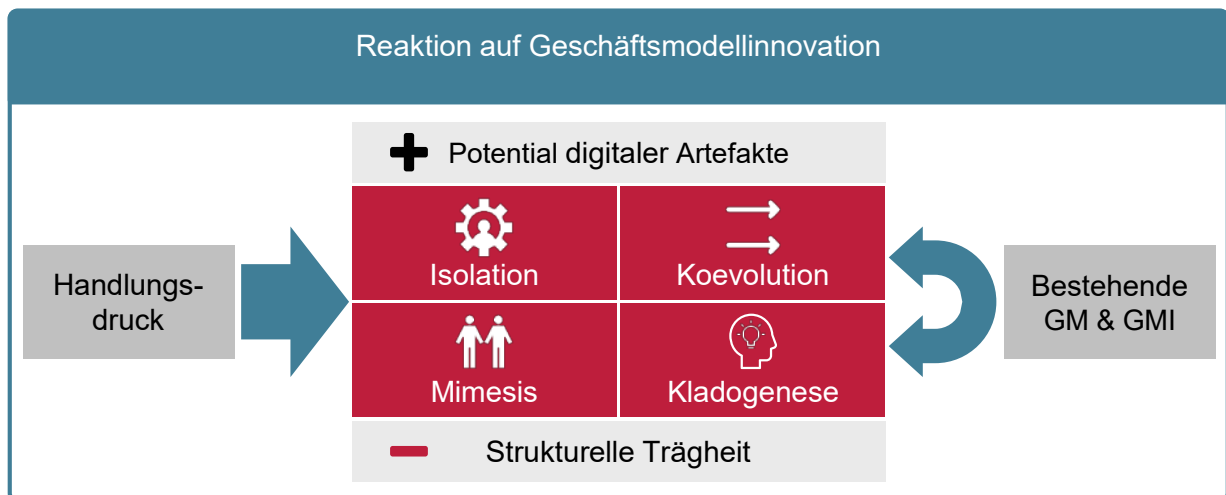 Reaktion auf Geschäftsmodellinnovation
Potential digitaler Artefakte
Handlungs-
druck
Isolation
Koevolution
Mimesis
Kladogenese
Bestehende
GM & GMI
Strukturelle Trägheit